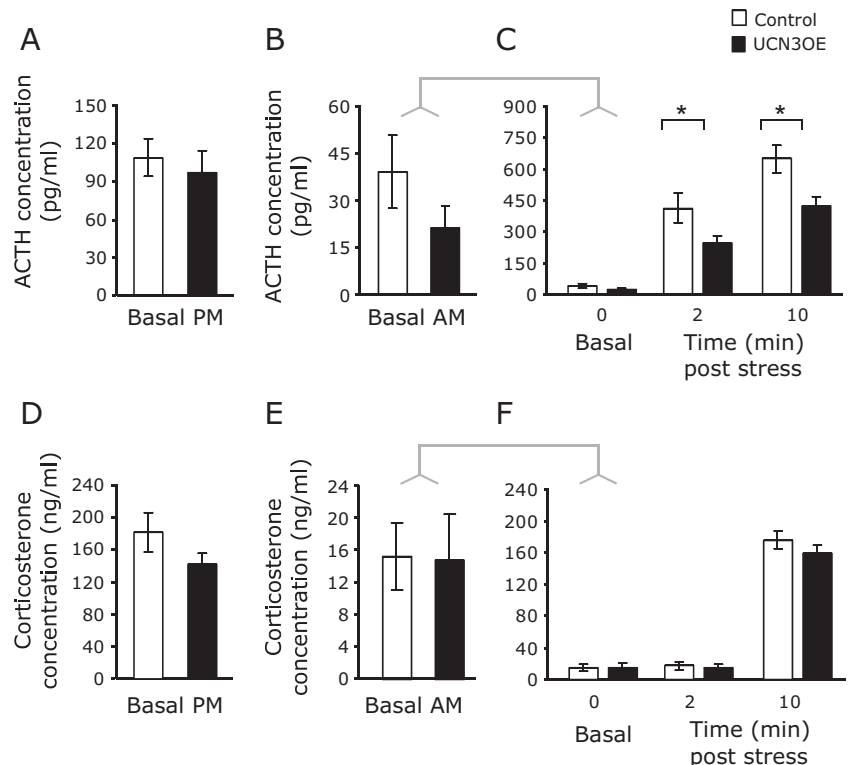 Control
UCN3OE
A
B
C
ACTH concentration
(pg/ml)
150
120
90
60
30
0
Basal PM
ACTH concentration
(pg/ml)
60
45
30
15
0
Basal AM
900
750
600
450
300
150
0
*
*
0
2
10
Basal
Time (min)
post stress
D
E
F
Corticosterone
concentration (ng/ml)
240
200
160
120
80
40
0
Basal PM
Corticosterone
concentration (ng/ml)
24
20
16
12
8
4
0
Basal AM
240
200
160
120
80
40
0
0
2
10
Basal
Time (min)
post stress